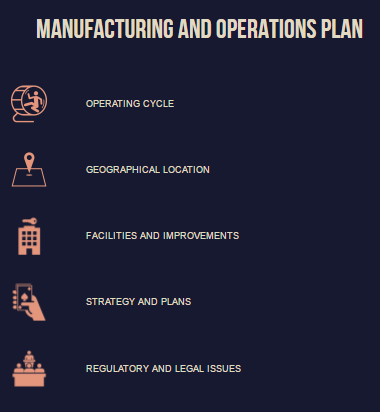 MANUFACTURING AND OPERATIONS PLAN
OPERATING CYCLE
GEOGRAPHICAL LOCATION
FACILITIES AND IMPROVEMENTS
STRATEGY AND PLANS
REGULATORY AND LEGAL ISSUES